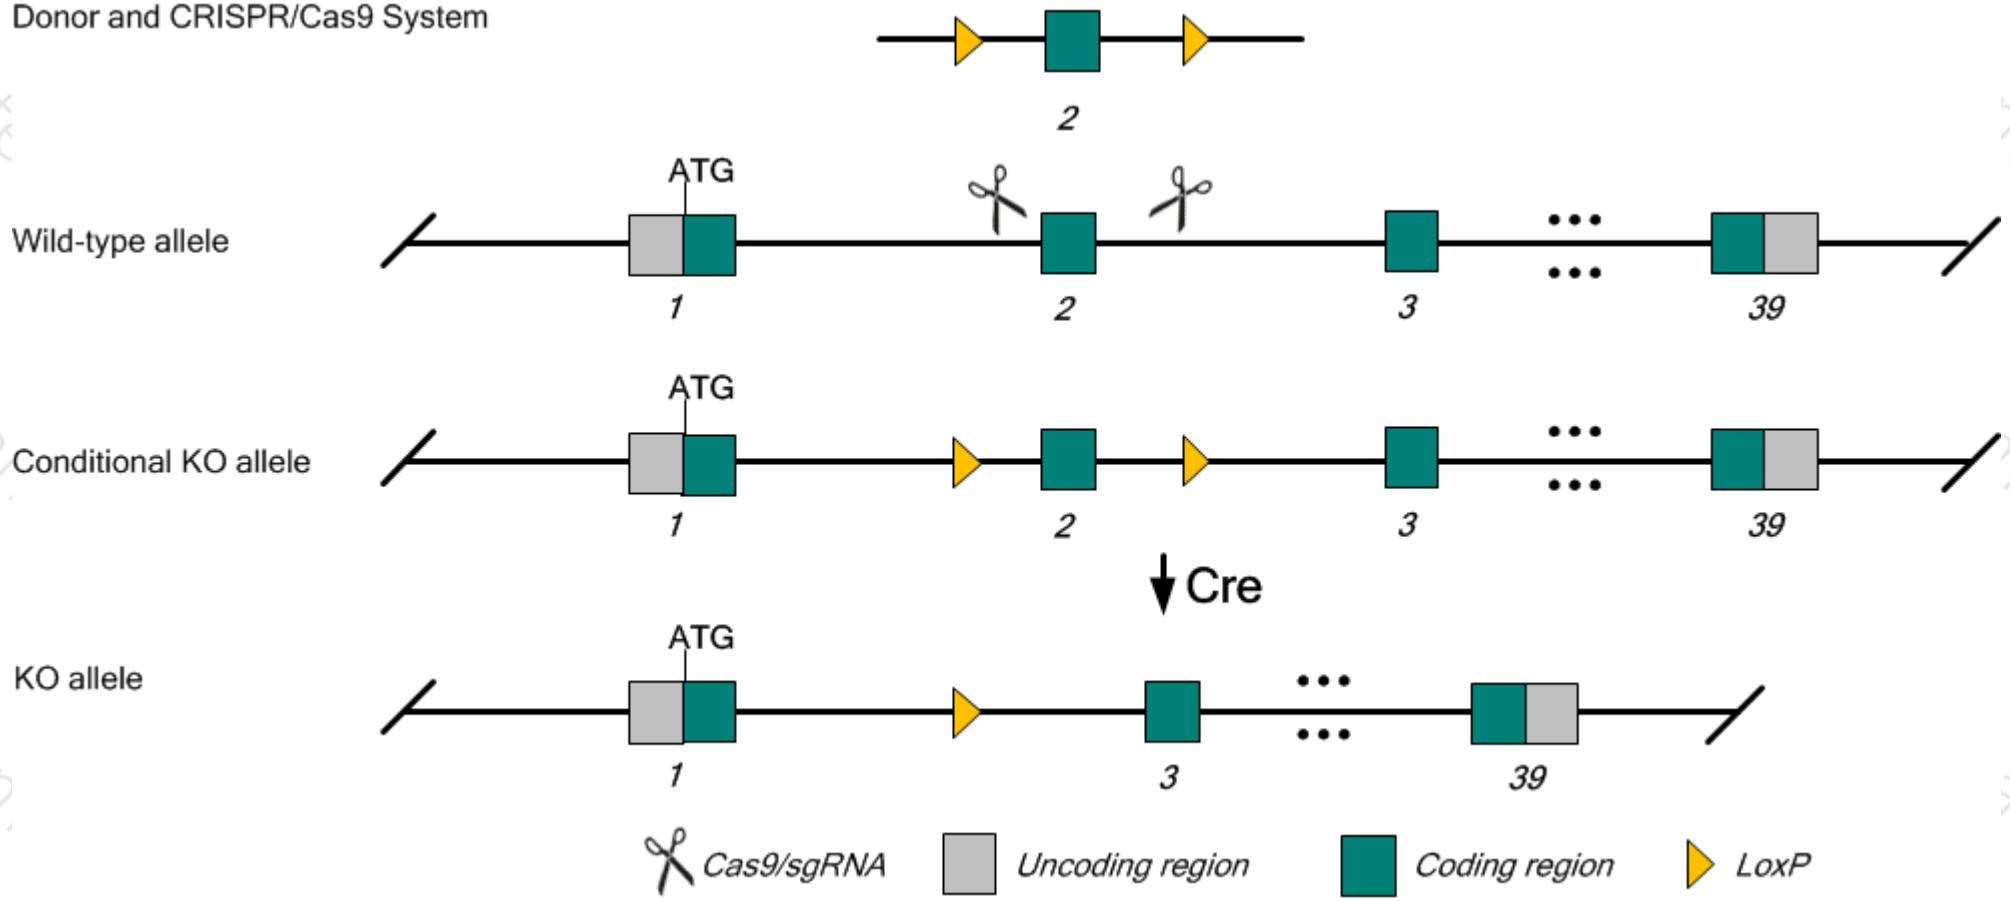 Donor and CRISPR/Cas9 System
2
ATG
Wild-type allele
1 2 3 39
ATG
Conditional KO allele
1 2 3 39
Cre
ATG
KO allele
1 3 39
Cas9/sgRNA Uncoding region Coding region LoxP